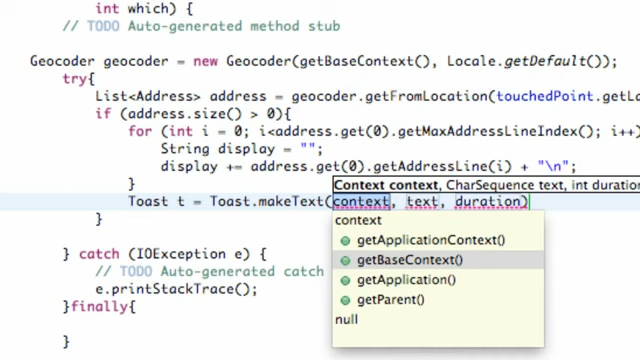 int which) {
// TODO Auto-generated method stub
Geocoder geocoder = new Geocoder(getBaseContext(), Locale.getDefault());
try{
List<Address> address = geocoder.getFromLocation(touchedPoint.getLa
if (address.size() > 0){
for (int i = 0; i<address.get(0).getMaxAddressLineIndex(); i++)
String display = "";
display += address.get(0).getAddressLine(i) + "\n";
}
Context context, CharSequence text, int duration
Toast t = Toast.makeText(context, text, duration)
}
context
getApplicationContext()
} catch (IOException e) {
getBaseContext()
// TODO Auto-generated catch
getApplication()
e.printStackTrace();
getParent()
}finally{
null
}